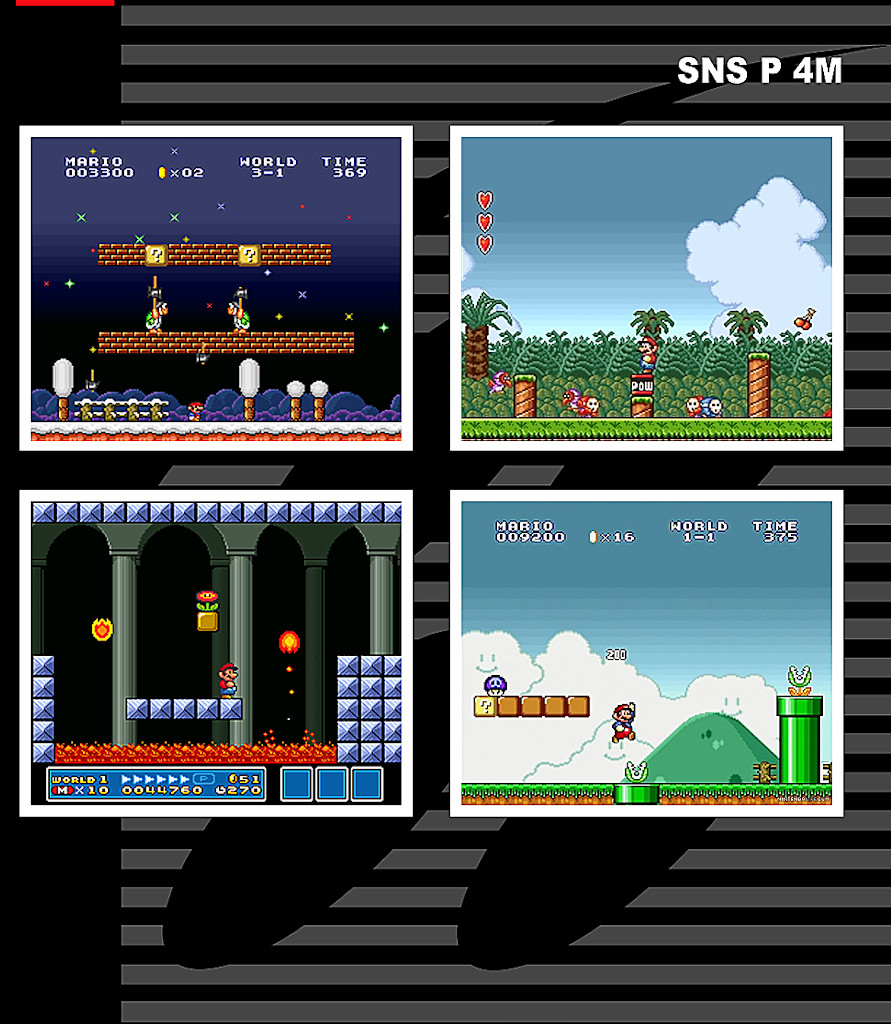 SNS P 4M
MARIO WORLD TIME
003300 ×02 3-1 369
?
?
POW
WORLD 1 P 51
M×10 0044760 270
MARIO WORLD TIME
009200 ×16 1-1 375
200
?